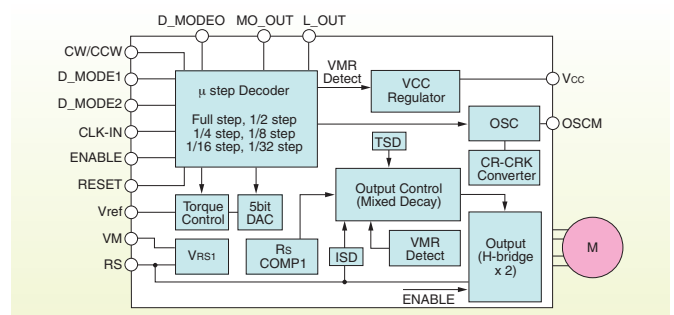 D_MODEO
MO_OUT
L_OUT
CW/CCW
D_MODE1
D_MODE2
CLK-IN
ENABLE
RESET
Vref
VM
RS
μ step Decoder
Full step, 1/2 step
1/4 step, 1/8 step
1/16 step, 1/32 step
VMR
Detect
VCC
Regulator
Vcc
OSC
OSCM
CR-CRK
Converter
TSD
Output Control
(Mixed Decay)
Torque
Control
5bit
DAC
VRS1
Rs
COMP1
ISD
VMR
Detect
Output
(H-bridge
x 2)
ENABLE
M